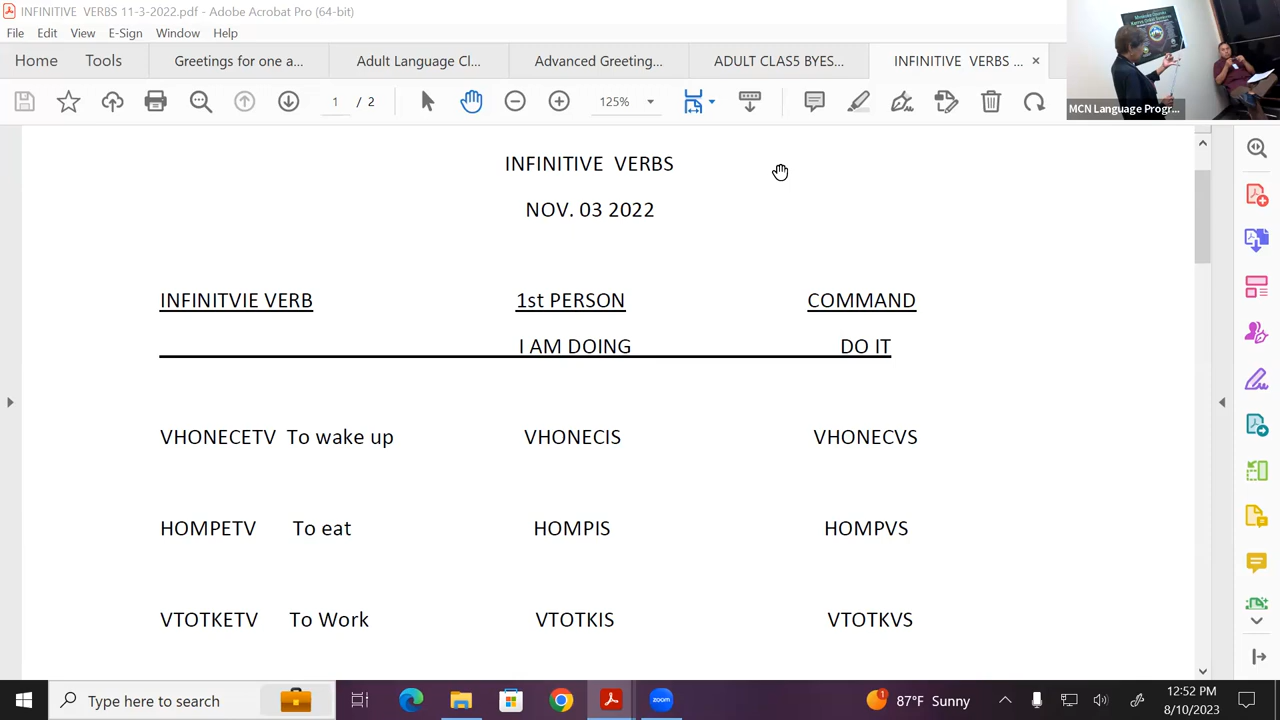 INFINITIVE  VERBS 11-3-2022.pdf - Adobe Acrobat Pro (64-bit)
File Edit View E-Sign Window Help
Home Tools Greetings for one a... Adult Language Cl... Advanced Greeting... ADULT CLAS5 BYES... INFINITIVE  VERBS ... ×
1 / 2 125%
MCN Language Progr...
INFINITIVE  VERBS
NOV. 03 2022
INFINITVIE VERB 1st PERSON COMMAND
I AM DOING DO IT
VHONECETV To wake up VHONECIS VHONECVS
HOMPETV To eat HOMPIS HOMPVS
VTOTKETV To Work VTOTKIS VTOTKVS
Type here to search
zoom
1
87°F Sunny
12:52 PM
8/10/2023